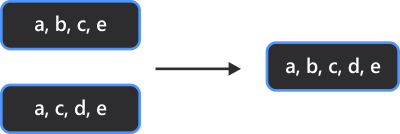 a, b, c, e
a, c, d, e
a, b, c, d, e